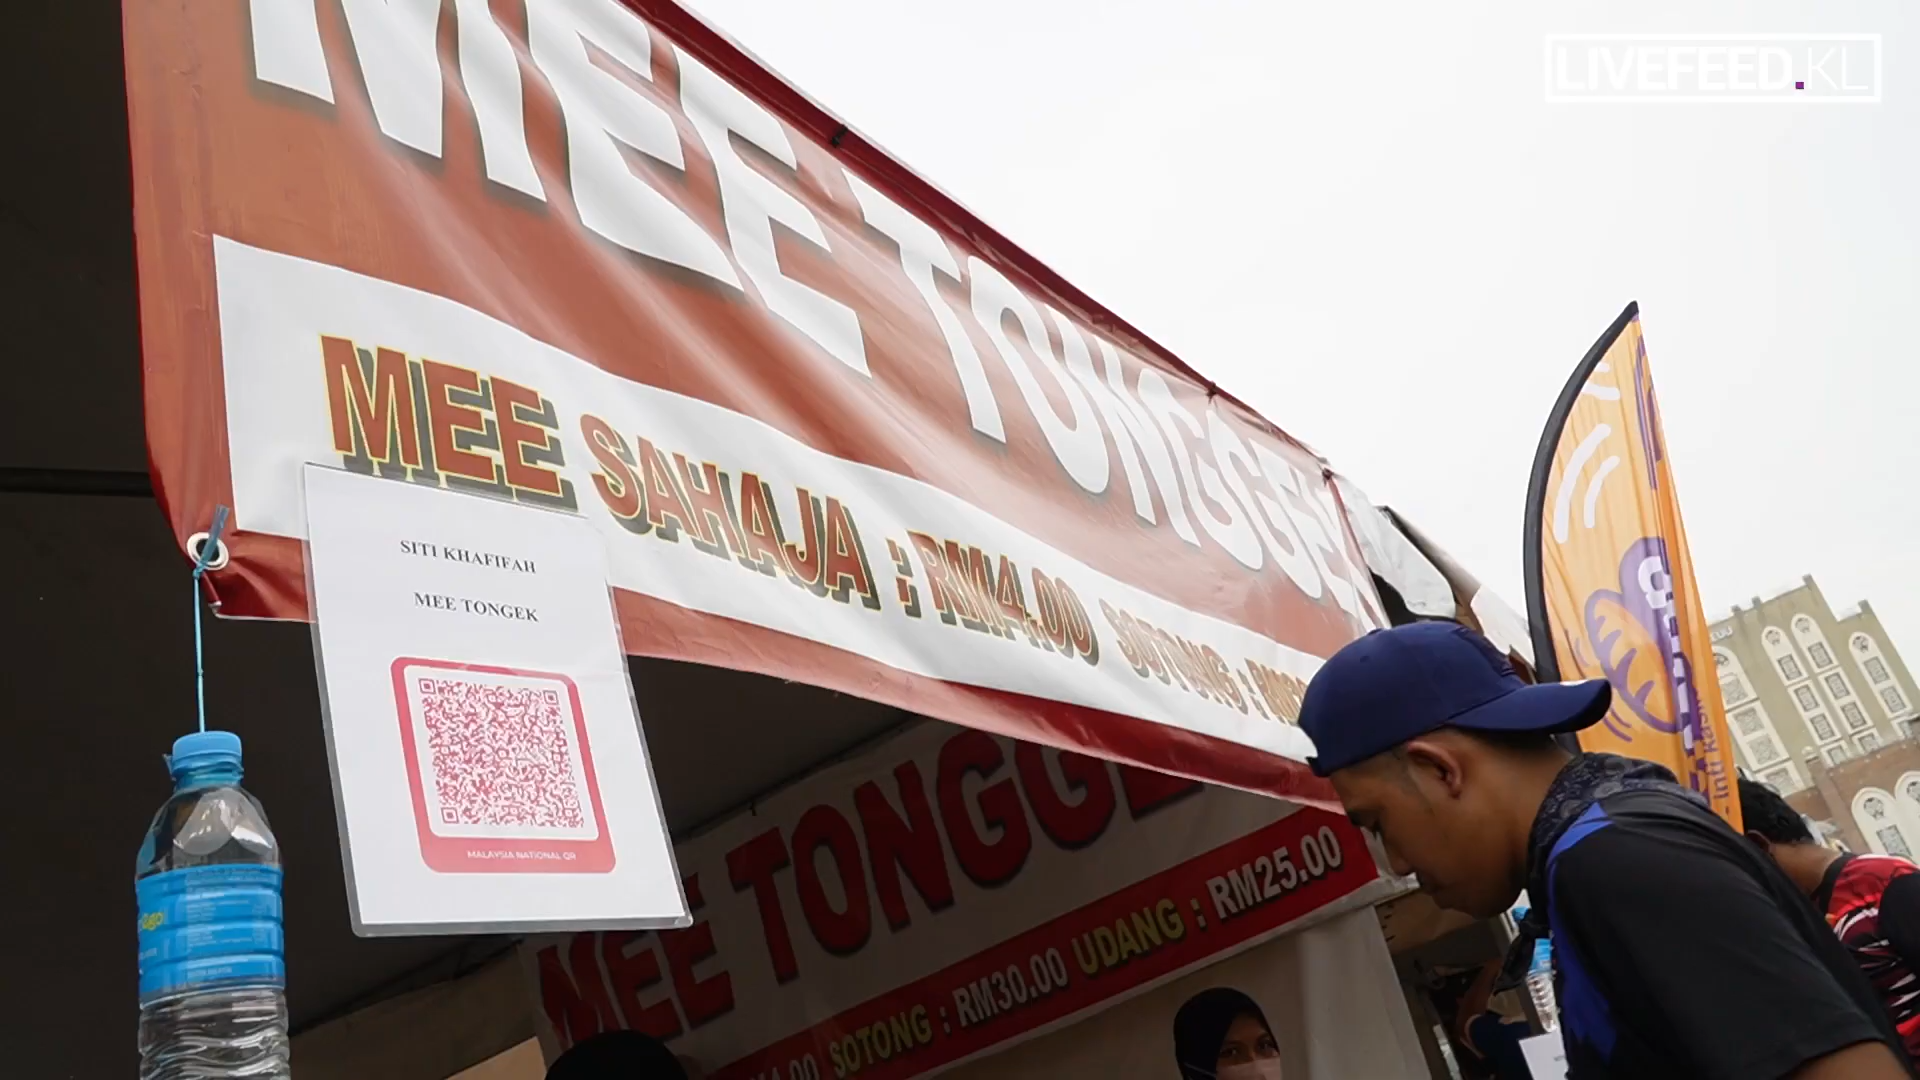 LIVEFEED.KL
MEE TONGGEK
MEE SAHAJA : RM4.00 SOTONG :
SITI KHAFIFAH
MEE TONGEK
MALAYSIA NATIONAL QR
MEE TONGGE
SOTONG : RM30.00 UDANG : RM25.00